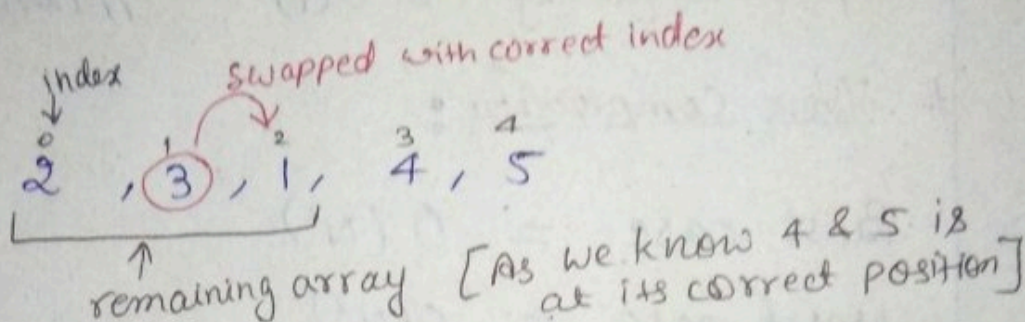 index swapped with correct index
0 1 2 3 4
2 , 3 , 1 , 4 , 5
remaining array [As we know 4 & 5 is
at its correct position]